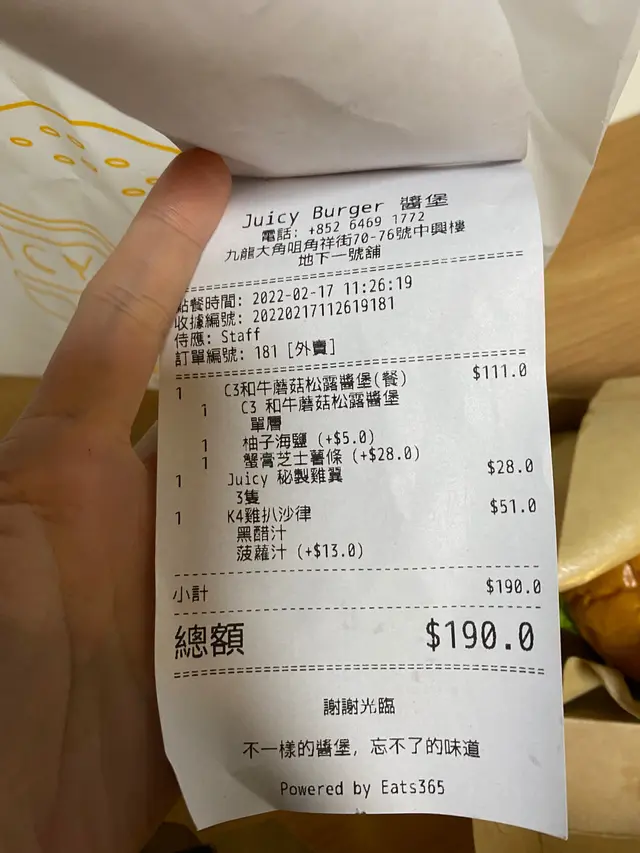 Juicy Burger 醬堡
電話: +852 6469 1772
九龍大角咀角祥街70-76號中興樓
地下一號舖
點餐時間: 2022-02-17 11:26:19
收據編號: 20220217112619181
侍應: Staff
訂單編號: 181 [外賣]
1 C3和牛蘑菇松露醬堡(餐) $111.0
1 C3 和牛蘑菇松露醬堡
單層
1 柚子海鹽 (+$5.0)
1 蟹膏芝士薯條 (+$28.0)
1 Juicy 秘製雞翼 $28.0
3隻
1 K4雞扒沙律 $51.0
黑醋汁
菠蘿汁 (+$13.0)
小計 $190.0
總額 $190.0
謝謝光臨
不一樣的醬堡, 忘不了的味道
Powered by Eats365